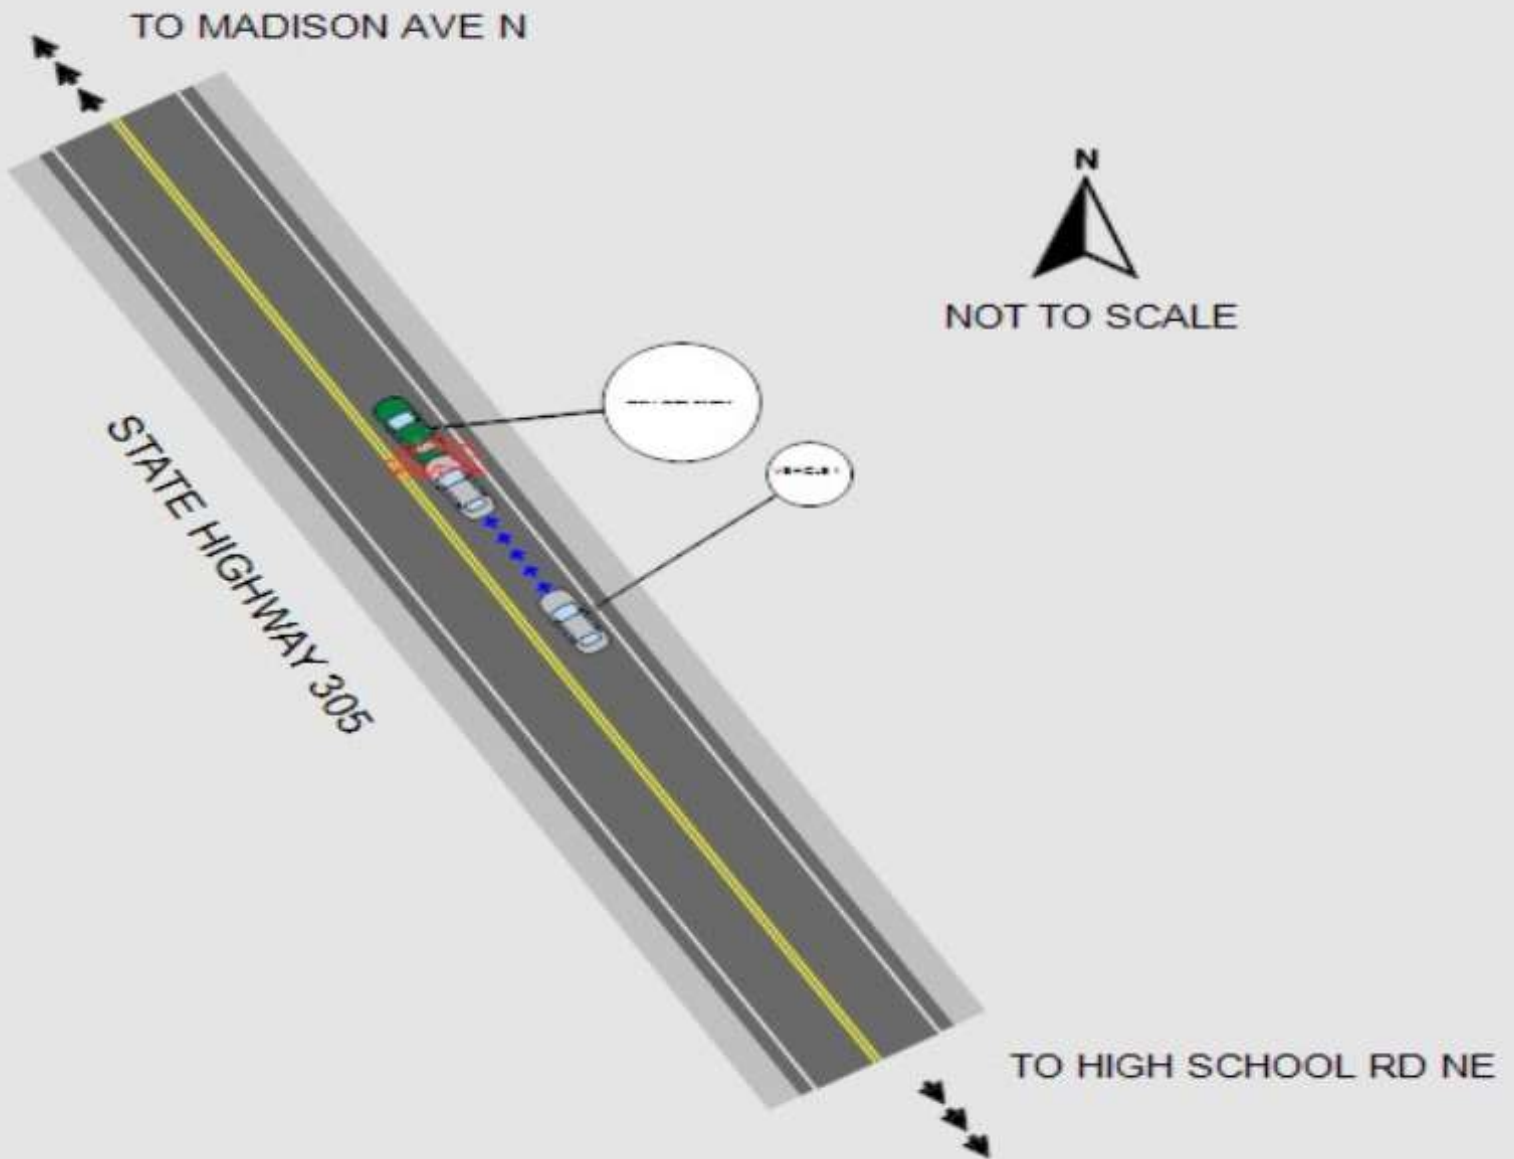 TO MADISON AVE N
N
NOT TO SCALE
STATE HIGHWAY 305
TO HIGH SCHOOL RD NE